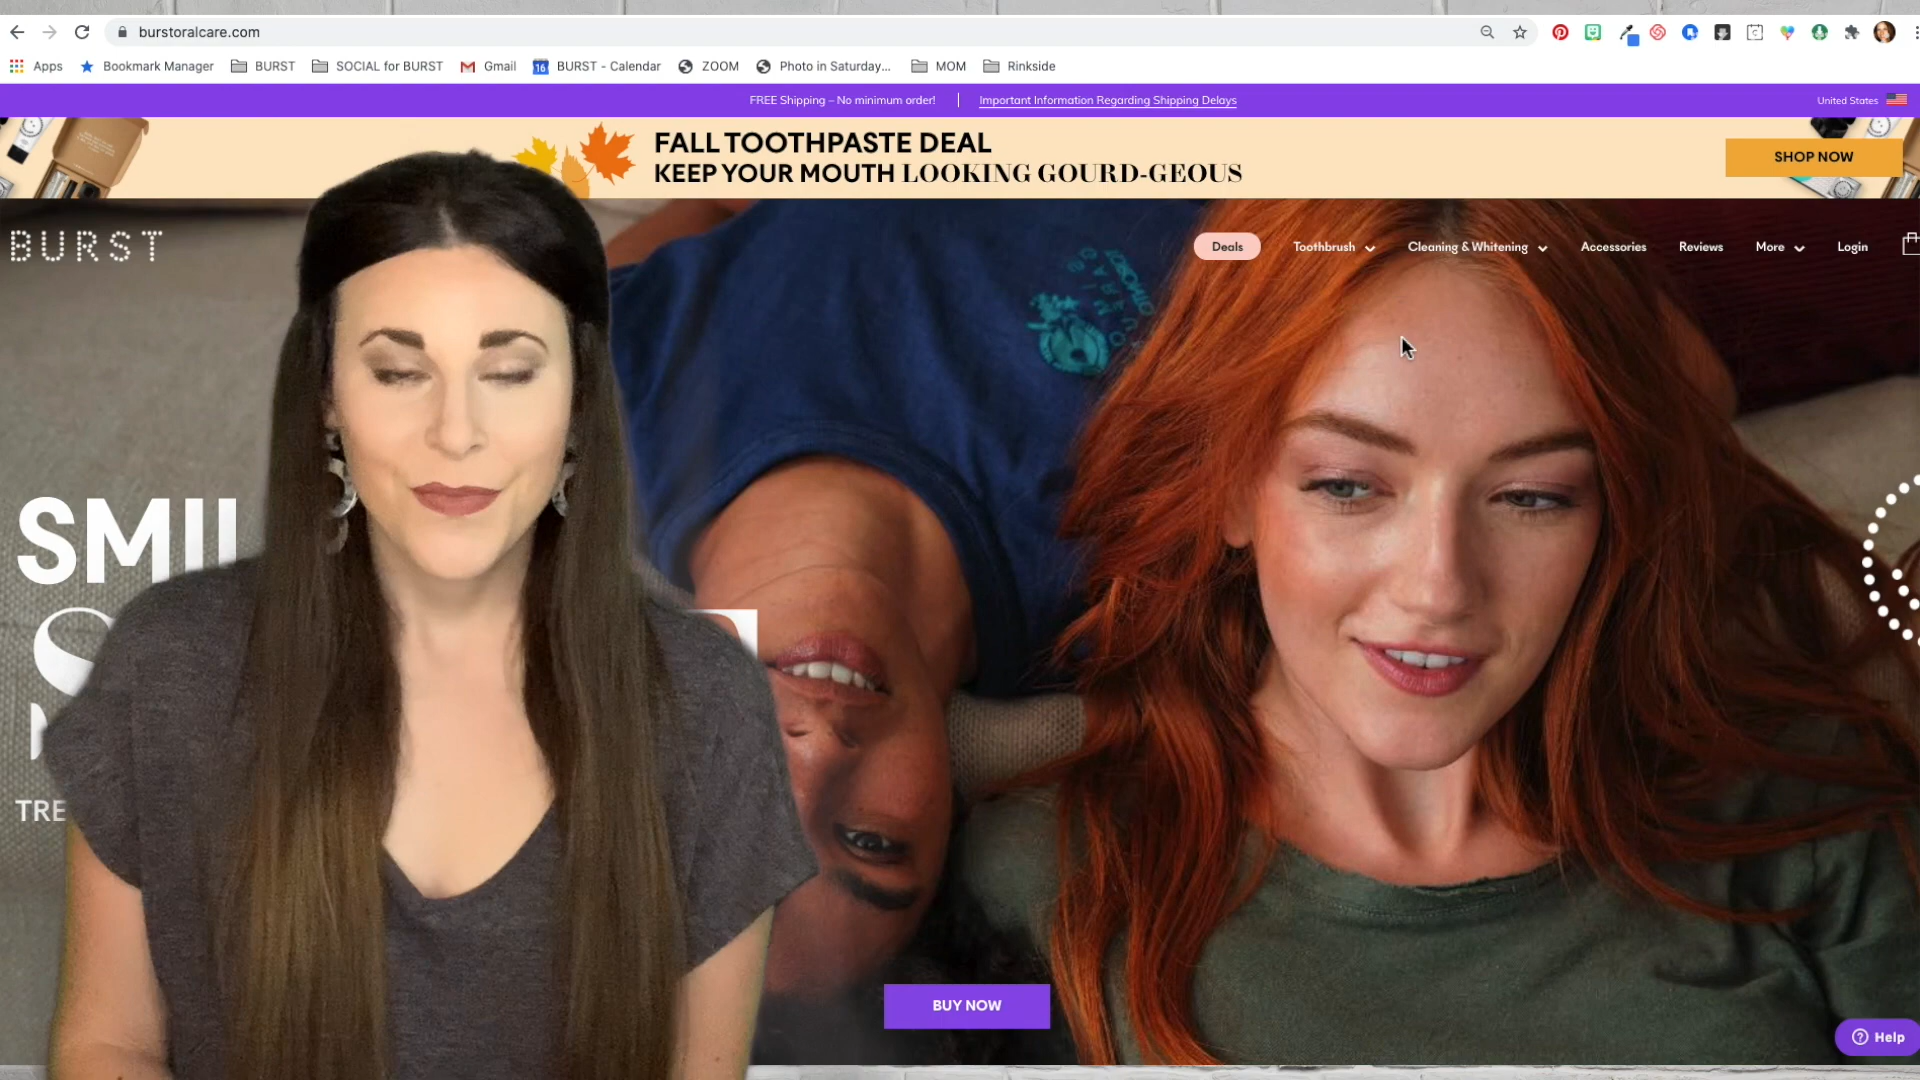 burstoralcare.com
Apps
Bookmark Manager
BURST
SOCIAL for BURST
Gmail
16
BURST - Calendar
ZOOM
Photo in Saturday...
MOM
Rinkside
FREE Shipping – No minimum order!
Important Information Regarding Shipping Delays
United States
FALL TOOTHPASTE DEAL
KEEP YOUR MOUTH LOOKING GOURD-GEOUS
SHOP NOW
BURST
Deals
Toothbrush
Cleaning & Whitening
Accessories
Reviews
More
Login
SMIL
TRE
BUY NOW
Help